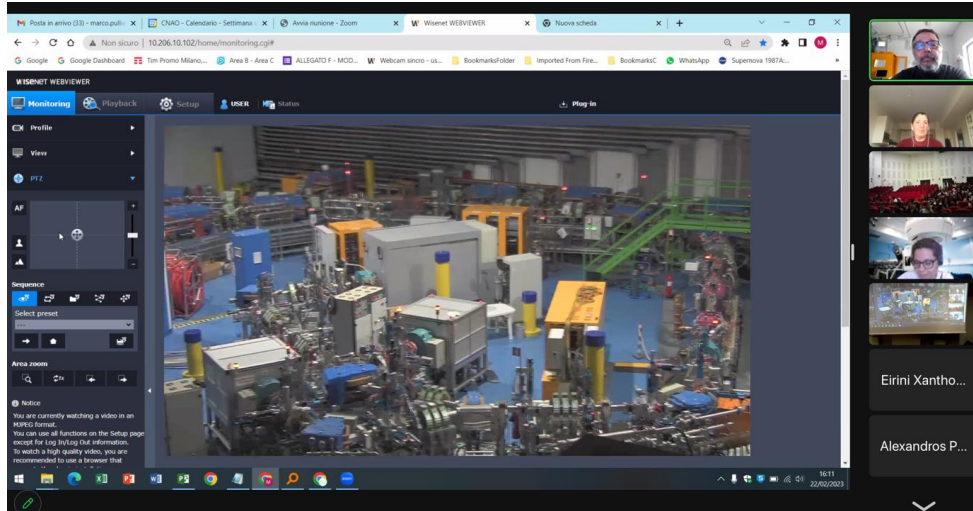 Posta in arrivo (33) - marco.pulli
CNAO - Calendario - Settimana
Avvia riunione - Zoom
Wisenet WEBVIEWER
Nuova scheda
Non sicuro
10.206.10.102/home/monitoring.cgi#
Google
Google Dashboard
Tim Promo Milano,...
Area B - Area C
ALLEGATO F - MOD...
Webcam sincro - us...
BookmarksFolder
Imported From Fire...
BookmarksC
WhatsApp
Supernova 1987A:...
WISENET WEBVIEWER
Monitoring
Playback
Setup
USER
Status
Plug-in
Profile
View
PTZ
AF
Sequence
Select preset
---
Area zoom
1x
Notice
You are currently watching a video in an
MJPEG format.
You can use all functions on the Setup page
except for Log In/Log Out information.
To watch a high quality video, you are
recommended to use a browser that
Eirini Xantho...
Alexandros P...
16:11
22/02/2023